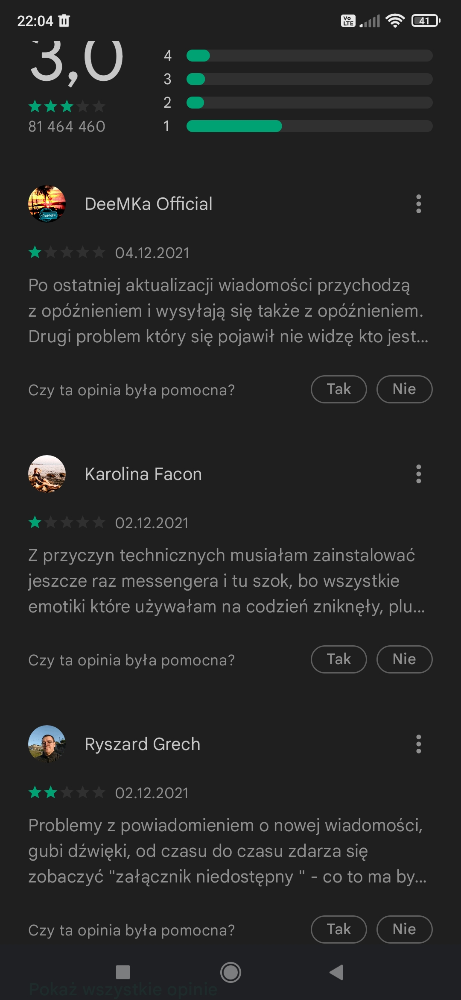 22:04
Vo
LTE
41
3,0
4
3
2
81 464 460
1
DeeMKa Official
DeeMKa
04.12.2021
Po ostatniej aktualizacji wiadomości przychodzą
z opóźnieniem i wysyłają się także z opóźnieniem.
Drugi problem który się pojawił nie widzę kto jest...
Czy ta opinia była pomocna?
Tak
Nie
Karolina Facon
02.12.2021
Z przyczyn technicznych musiałam zainstalować
jeszcze raz messengera i tu szok, bo wszystkie
emotiki które używałam na codzień zniknęły, plu...
Czy ta opinia była pomocna?
Tak
Nie
Ryszard Grech
02.12.2021
Problemy z powiadomieniem o nowej wiadomości,
gubi dźwięki, od czasu do czasu zdarza się
zobaczyć "załącznik niedostępny " - co to ma by...
Czy ta opinia była pomocna?
Tak
Nie
Pokaż wszystkie opinie